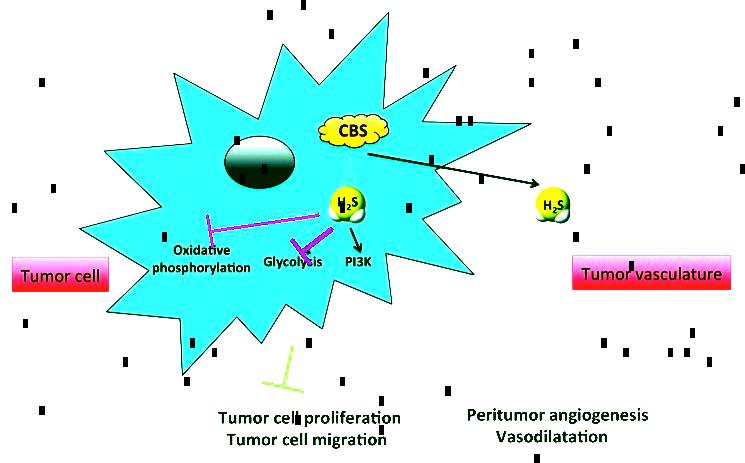 CBS
H₂S
H₂S
Oxidative
phosphorylation
Glycolysis
PI3K
Tumor cell
Tumor vasculature
Tumor cell proliferation
Tumor cell migration
Peritumor angiogenesis
Vasodilatation